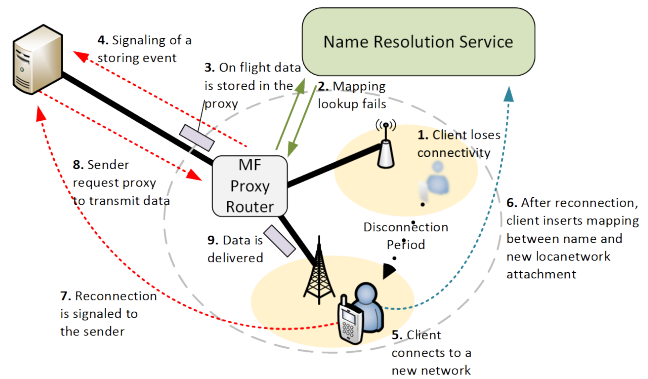 Name Resolution Service
4. Signaling of a
storing event
3. On flight data
is stored in the
proxy
2. Mapping
lookup fails
1. Client loses
connectivity
MF
Proxy
Router
8. Sender
request proxy
to transmit data
6. After reconnection,
client inserts mapping
between name and
new locanetwork
attachment
Disconnection
Period
9. Data is
delivered
7. Reconnection
is signaled to
the sender
5. Client
connects to a
new network